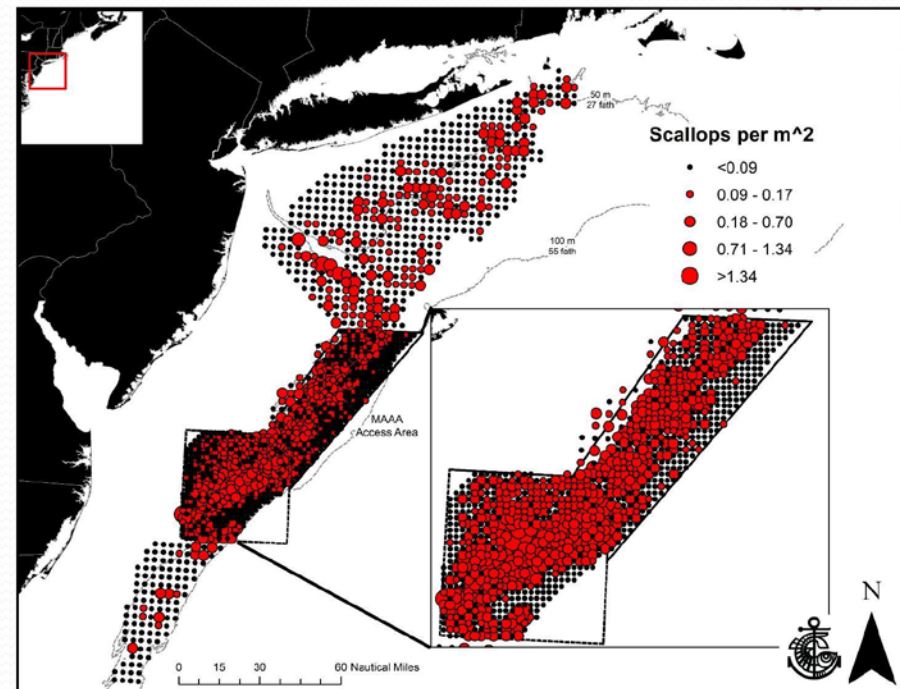 50 m
27 fath
Scallops per m^2
<0.09
0.09 - 0.17
0.18 - 0.70
0.71 - 1.34
>1.34
100 m
55 fath
MAAA
Access Area
N
0 15 30 60 Nautical Miles